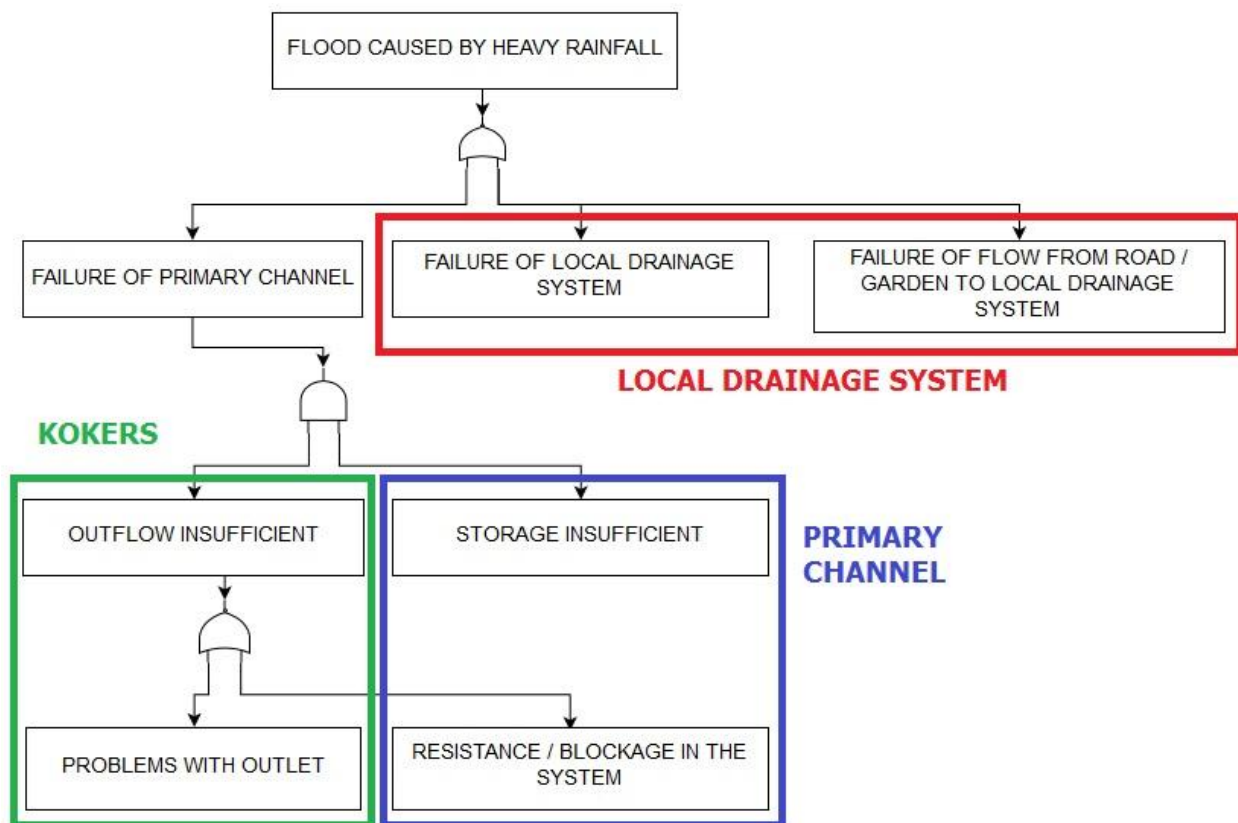 FLOOD CAUSED BY HEAVY RAINFALL
FAILURE OF PRIMARY CHANNEL
FAILURE OF LOCAL DRAINAGE
SYSTEM
FAILURE OF FLOW FROM ROAD /
GARDEN TO LOCAL DRAINAGE
SYSTEM
LOCAL DRAINAGE SYSTEM
KOKERS
OUTFLOW INSUFFICIENT
STORAGE INSUFFICIENT
PRIMARY
CHANNEL
PROBLEMS WITH OUTLET
RESISTANCE / BLOCKAGE IN THE
SYSTEM